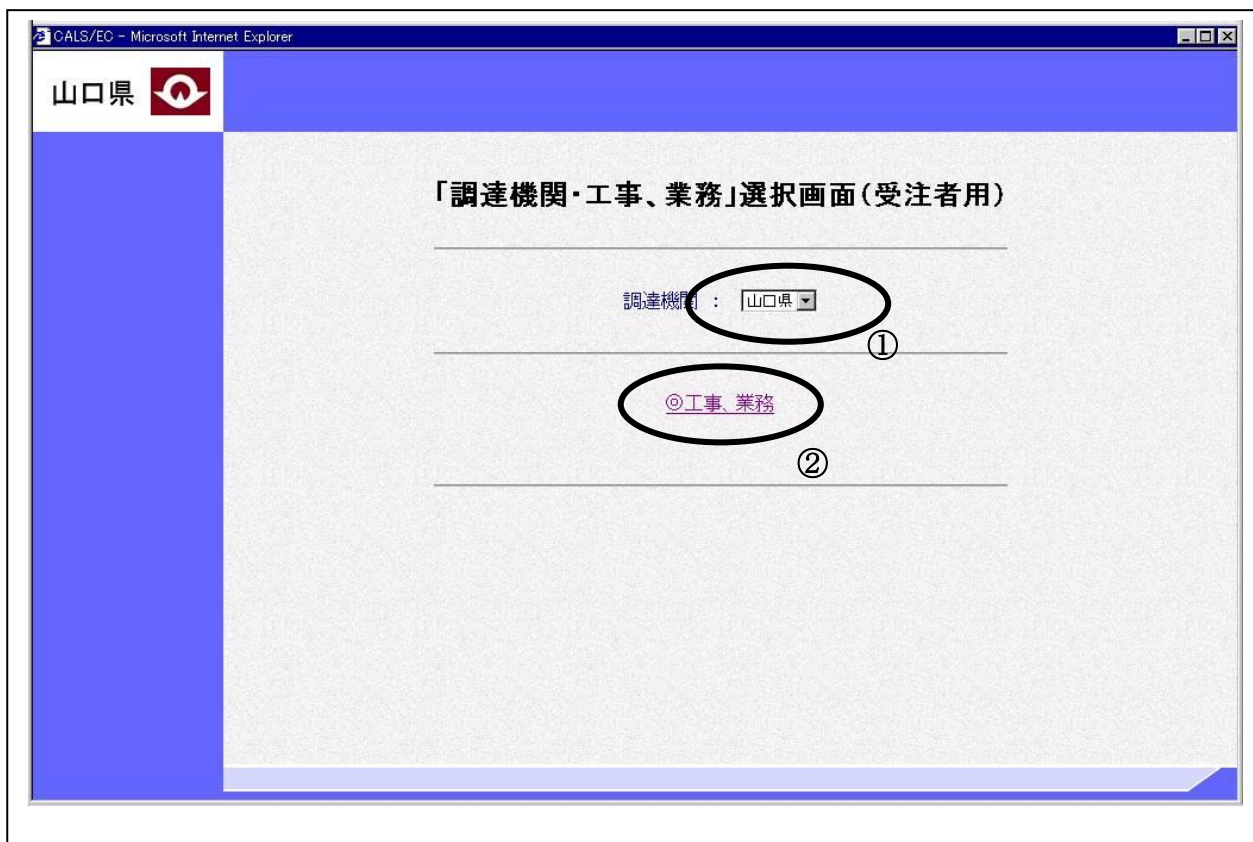 CALS/EC - Microsoft Internet Explorer
山口県
「調達機関・工事、業務」選択画面（受注者用）
調達機関 ： 山口県
①
◎工事、業務
②